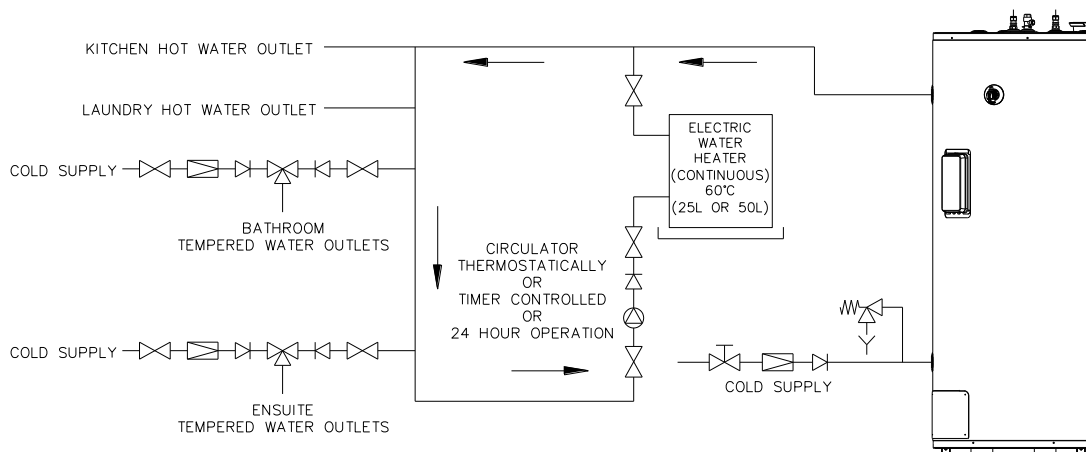 KITCHEN HOT WATER OUTLET
LAUNDRY HOT WATER OUTLET
COLD SUPPLY
BATHROOM
TEMPERED WATER OUTLETS
COLD SUPPLY
ENSUITE
TEMPERED WATER OUTLETS
CIRCULATOR
THERMOSTATICALLY
OR
TIMER CONTROLLED
OR
24 HOUR OPERATION
ELECTRIC
WATER
HEATER
(CONTINUOUS)
60°C
(25L OR 50L)
COLD SUPPLY